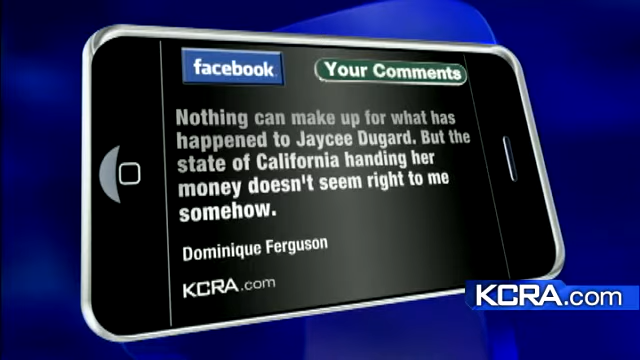 facebook
Your Comments
Nothing can make up for what has
happened to Jaycee Dugard. But the
state of California handing her
money doesn't seem right to me
somehow.
Dominique Ferguson
KCRA.com
KCRA.com